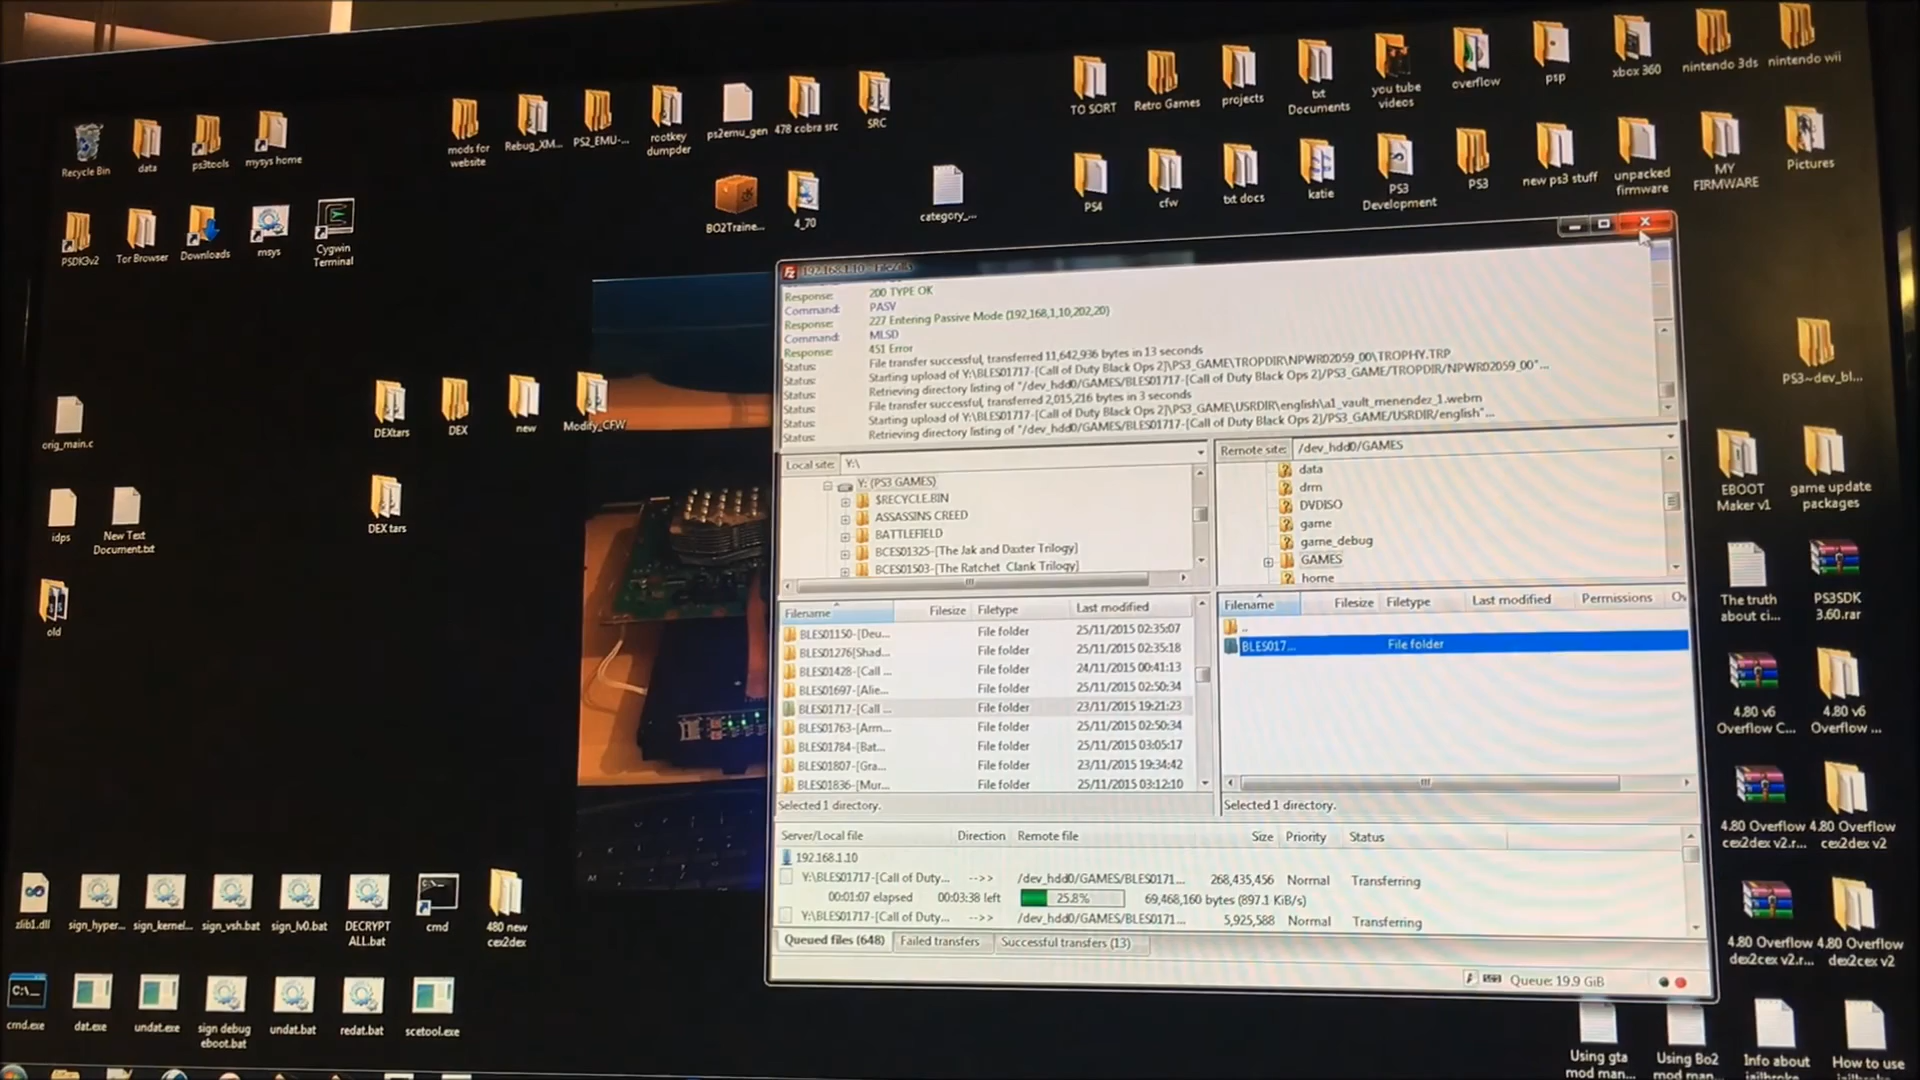 Recycle Bin
data
ps3tools
mysys home
mods for
website
Rebug_XM...
PS2_EMU-...
rootkey
dumpder
ps2emu_gen
478 cobra src
SRC
TO SORT
Retro Games
projects
txt
Documents
you tube
videos
overflow
psp
xbox 360
nintendo 3ds
nintendo wii
PSDK3v2
Tor Browser
Downloads
msys
Cygwin
Terminal
BO2Traine...
4_70
category_...
PS4
cfw
txt docs
katie
PS3
Development
PS3
new ps3 stuff
unpacked
firmware
MY
FIRMWARE
Pictures
orig_main.c
DEXtars
DEX
new
Modify_CFW
idps
New Text
Document.txt
DEX tars
old
PS3~dev_bl...
EBOOT
Maker v1
game update
packages
The truth
about ci...
PS3SDK
3.60.rar
4.80 v6
Overflow C...
4.80 v6
Overflow ...
4.80 Overflow
cex2dex v2.r...
4.80 Overflow
cex2dex v2
4.80 Overflow
dex2cex v2.r...
4.80 Overflow
dex2cex v2
192.168.1.10 - FileZilla
Response: 200 TYPE OK
Command: PASV
Response: 227 Entering Passive Mode (192,168,1,10,202,20)
Command: MLSD
Response: 451 Error
Status: File transfer successful, transferred 11,642,936 bytes in 13 seconds
Status: Starting upload of Y:\BLES01717-[Call of Duty Black Ops 2]\PS3_GAME\TROPDIR\NPWR02059_00\TROPHY.TRP
Status: Retrieving directory listing of "/dev_hdd0/GAMES/BLES01717-[Call of Duty Black Ops 2]/PS3_GAME/TROPDIR/NPWR02059_00"...
Status: File transfer successful, transferred 2,015,216 bytes in 3 seconds
Status: Starting upload of Y:\BLES01717-[Call of Duty Black Ops 2]\PS3_GAME\USRDIR\english\a1_vault_menendez_1.webm
Status: Retrieving directory listing of "/dev_hdd0/GAMES/BLES01717-[Call of Duty Black Ops 2]/PS3_GAME/USRDIR/english"...
Local site: Y:\
Y: (PS3 GAMES)
$RECYCLE.BIN
ASSASSINS CREED
BATTLEFIELD
BCES01325-[The Jak and Daxter Trilogy]
BCES01503-[The Ratchet Clank Trilogy]
Remote site: /dev_hdd0/GAMES
data
drm
DVDISO
game
game_debug
GAMES
home
Filename Filesize Filetype Last modified
BLES01150-[Deu... File folder 25/11/2015 02:35:07
BLES01276[Shad... File folder 25/11/2015 02:35:18
BLES01428-[Call ... File folder 24/11/2015 00:41:13
BLES01697-[Alie... File folder 25/11/2015 02:50:34
BLES01717-[Call ... File folder 23/11/2015 19:21:23
BLES01763-[Arm... File folder 25/11/2015 02:50:34
BLES01784-[Bat... File folder 25/11/2015 03:05:17
BLES01807-[Gra... File folder 23/11/2015 19:34:42
BLES01836-[Mur... File folder 25/11/2015 03:12:10
Selected 1 directory.
Filename Filesize Filetype Last modified Permissions
..
BLES017... File folder
Selected 1 directory.
Server/Local file Direction Remote file Size Priority Status
192.168.1.10
Y:\BLES01717-[Call of Duty... -->> /dev_hdd0/GAMES/BLES0171... 268,435,456 Normal Transferring
00:01:07 elapsed 00:03:38 left 25.8% 69,468,160 bytes (897.1 KiB/s)
Y:\BLES01717-[Call of Duty... -->> /dev_hdd0/GAMES/BLES0171... 5,925,588 Normal Transferring
Queued files (648) Failed transfers Successful transfers (13)
Queue: 19.9 GiB
zlib1.dll
sign_hyper...
sign_kernel...
sign_vsh.bat
sign_lv0.bat
DECRYPT
ALL.bat
cmd
480 new
cex2dex
cmd.exe
dat.exe
undat.exe
sign debug
eboot.bat
undat.bat
redat.bat
scetool.exe
Using gta
mod man...
Using Bo2
mod man...
Info about
jailbroke...
How to use